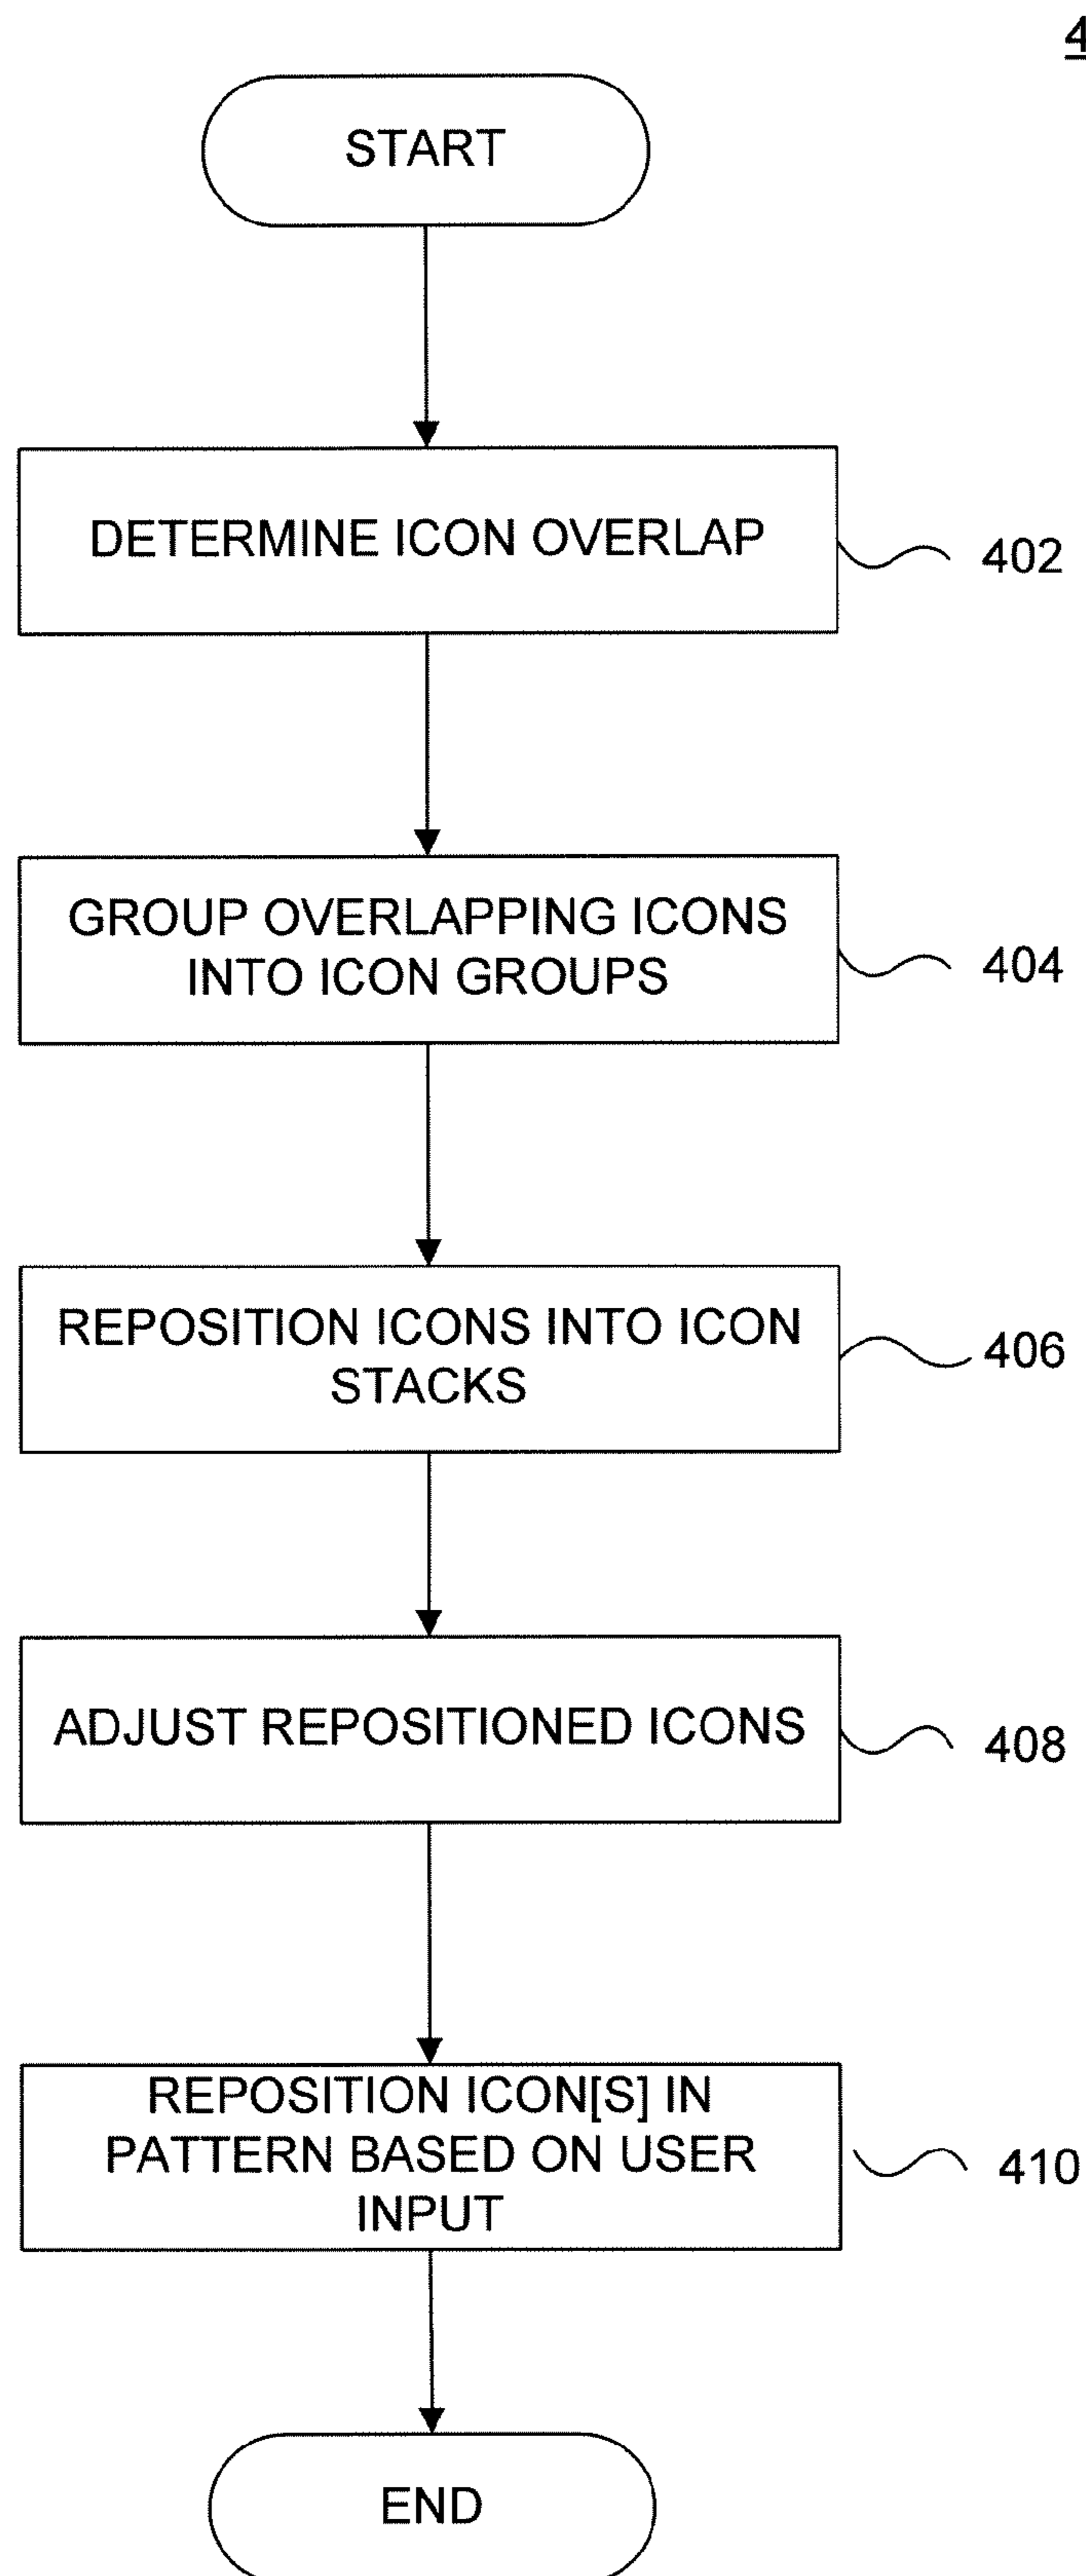 4
START
DETERMINE ICON OVERLAP
402
GROUP OVERLAPPING ICONS
INTO ICON GROUPS
404
REPOSITION ICONS INTO ICON
STACKS
406
ADJUST REPOSITIONED ICONS
408
REPOSITION ICON[S] IN
PATTERN BASED ON USER
INPUT
410
END